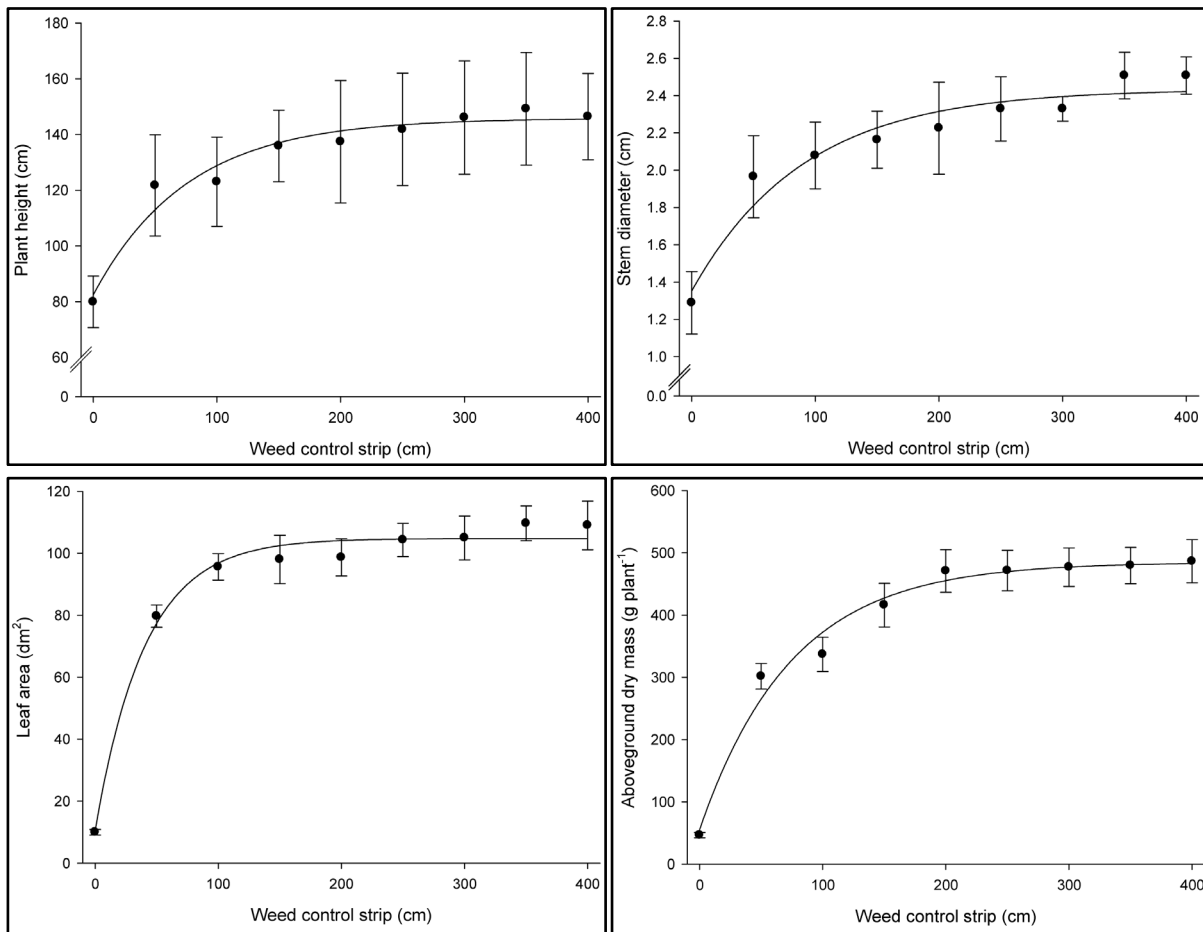 180
160
140
120
100
80
60
0
Plant height (cm)
0 100 200 300 400
Weed control strip (cm)
2.8
2.6
2.4
2.2
2.0
1.8
1.6
1.4
1.2
1.0
0.0
Stem diameter (cm)
0 100 200 300 400
Weed control strip (cm)
120
100
80
60
40
20
0
Leaf area (dm²)
0 100 200 300 400
Weed control strip (cm)
600
500
400
300
200
100
0
Aboveground dry mass (g plant⁻¹)
0 100 200 300 400
Weed control strip (cm)